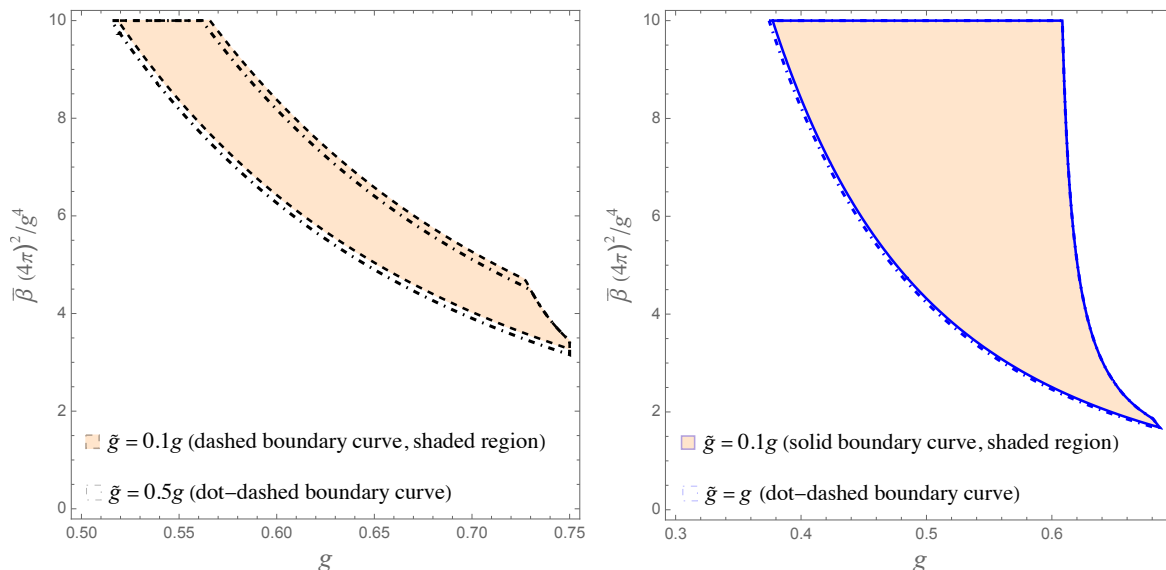 10
8
6
4
2
0
β̄ (4π)²/g⁴
g̃ = 0.1g (dashed boundary curve, shaded region)
g̃ = 0.5g (dot–dashed boundary curve)
0.50 0.55 0.60 0.65 0.70 0.75
g
10
8
6
4
2
0
β̄ (4π)²/g⁴
g̃ = 0.1g (solid boundary curve, shaded region)
g̃ = g (dot–dashed boundary curve)
0.3 0.4 0.5 0.6
g